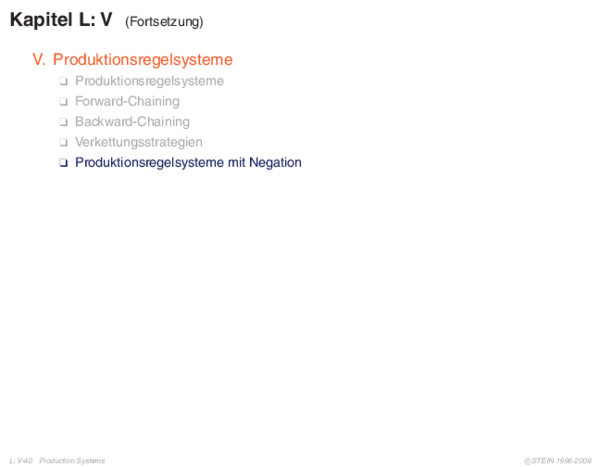 Kapitel L: V (Fortsetzung)
V. Produktionsregelsysteme
❑ Produktionsregelsysteme
❑ Forward-Chaining
❑ Backward-Chaining
❑ Verkettungsstrategien
❑ Produktionsregelsysteme mit Negation
L: V-40 Production Systems
©STEIN 1996-2008